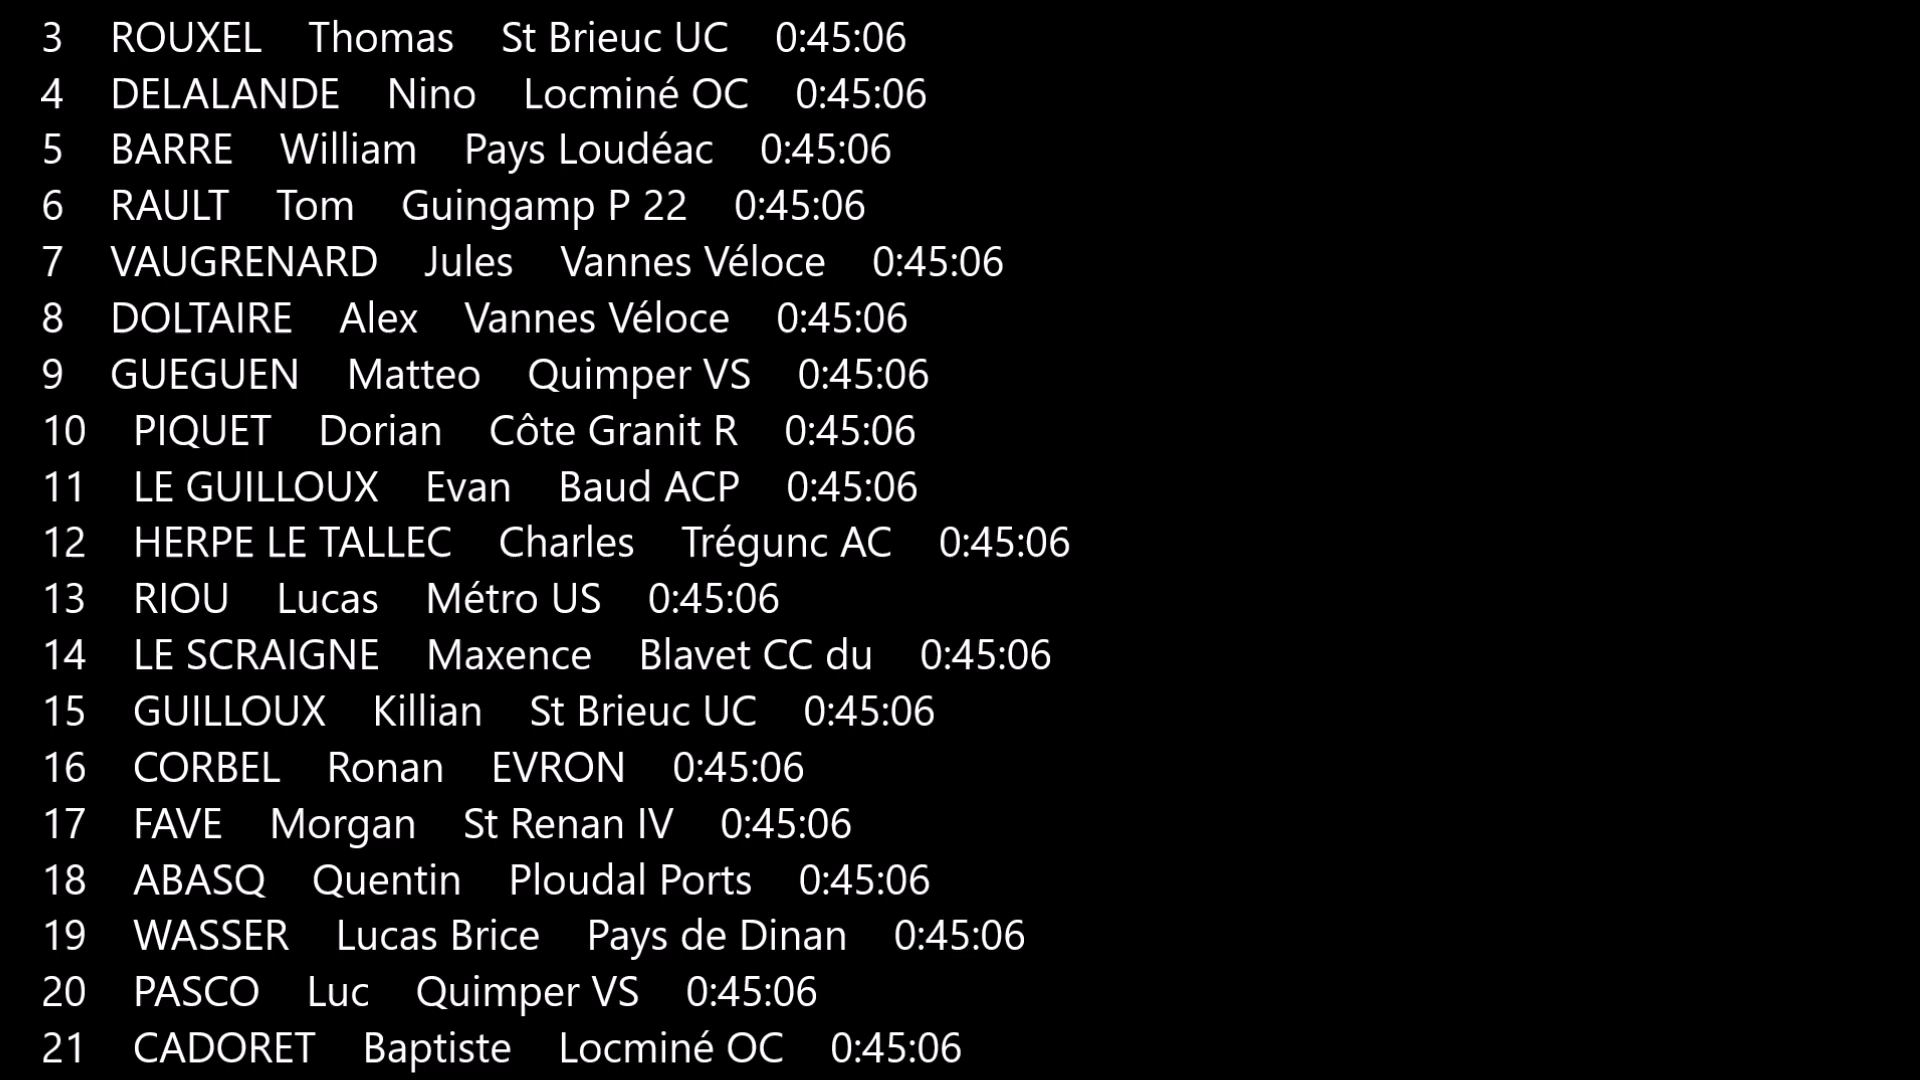 3 ROUXEL Thomas St Brieuc UC 0:45:06
4 DELALANDE Nino Locminé OC 0:45:06
5 BARRE William Pays Loudéac 0:45:06
6 RAULT Tom Guingamp P 22 0:45:06
7 VAUGRENARD Jules Vannes Véloce 0:45:06
8 DOLTAIRE Alex Vannes Véloce 0:45:06
9 GUEGUEN Matteo Quimper VS 0:45:06
10 PIQUET Dorian Côte Granit R 0:45:06
11 LE GUILLOUX Evan Baud ACP 0:45:06
12 HERPE LE TALLEC Charles Trégunc AC 0:45:06
13 RIOU Lucas Métro US 0:45:06
14 LE SCRAIGNE Maxence Blavet CC du 0:45:06
15 GUILLOUX Killian St Brieuc UC 0:45:06
16 CORBEL Ronan EVRON 0:45:06
17 FAVE Morgan St Renan IV 0:45:06
18 ABASQ Quentin Ploudal Ports 0:45:06
19 WASSER Lucas Brice Pays de Dinan 0:45:06
20 PASCO Luc Quimper VS 0:45:06
21 CADORET Baptiste Locminé OC 0:45:06